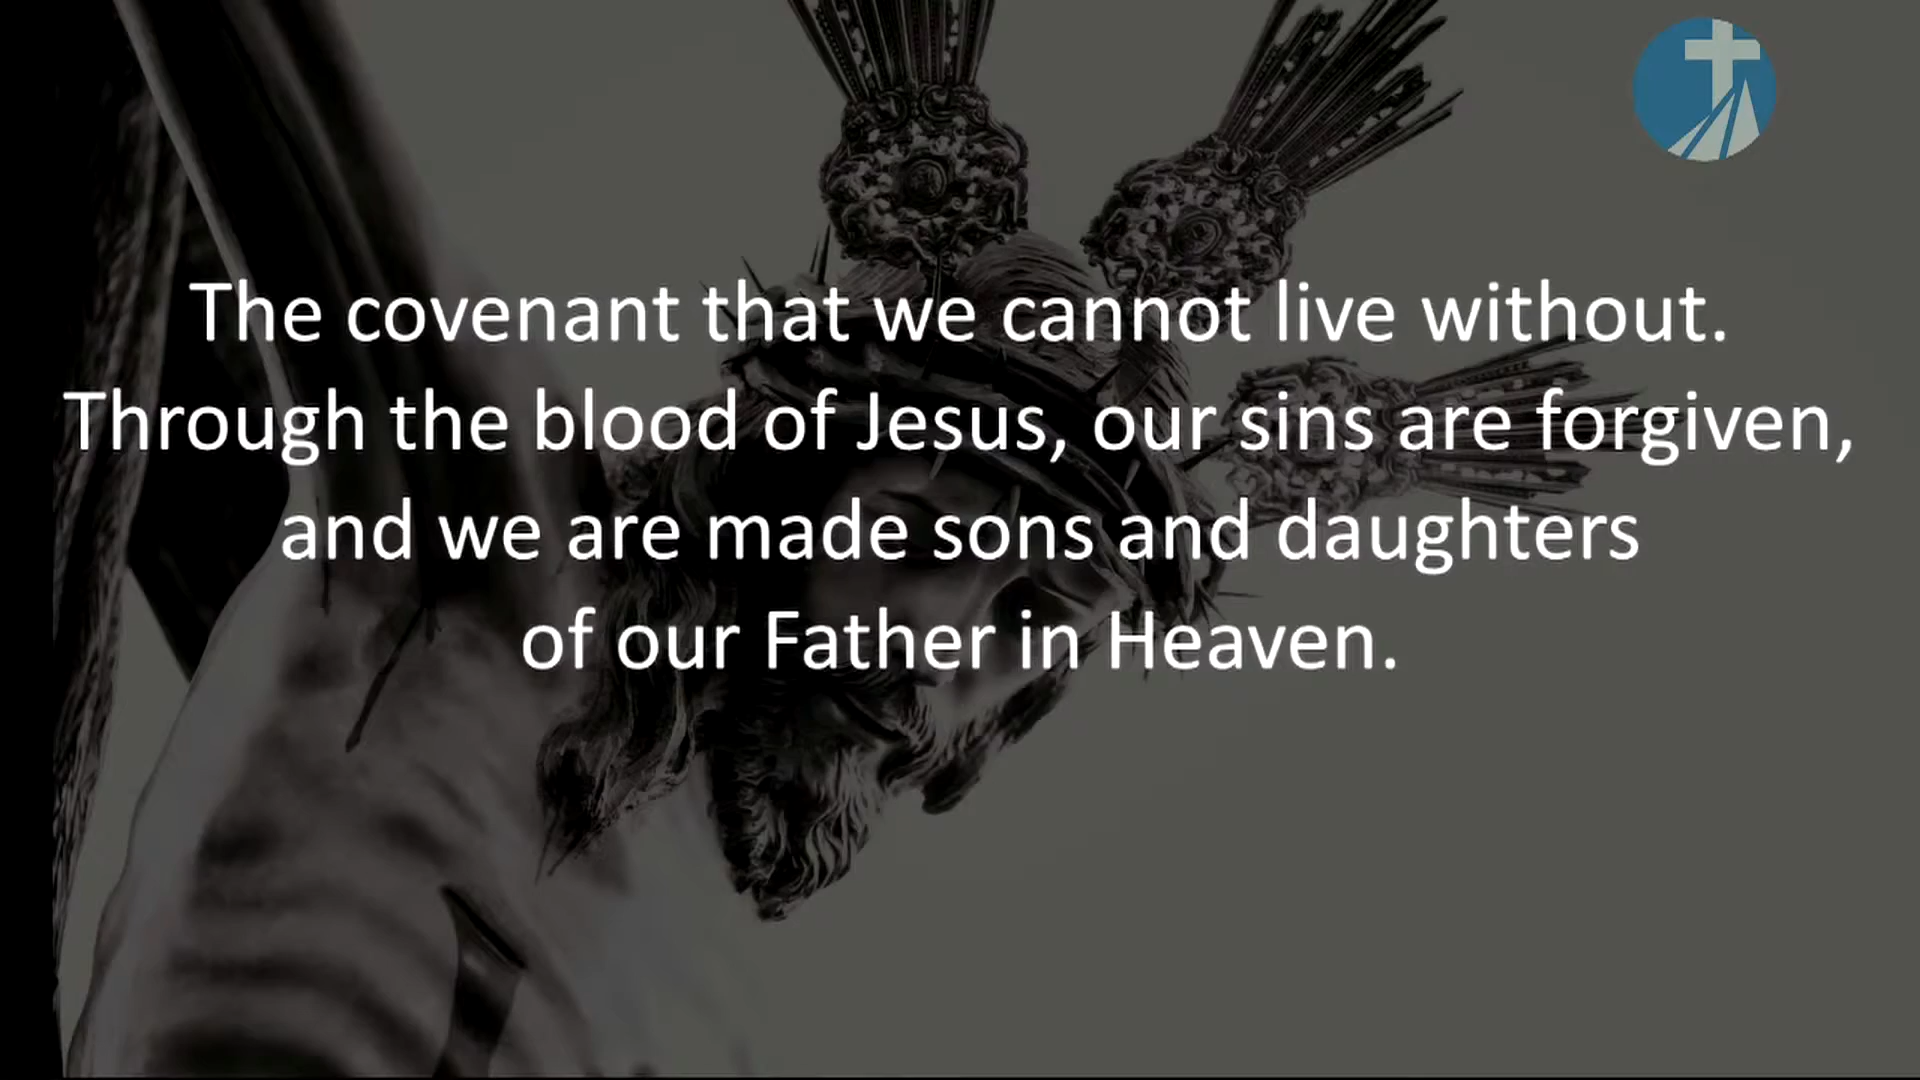 The covenant that we cannot live without.
Through the blood of Jesus, our sins are forgiven,
and we are made sons and daughters
of our Father in Heaven.